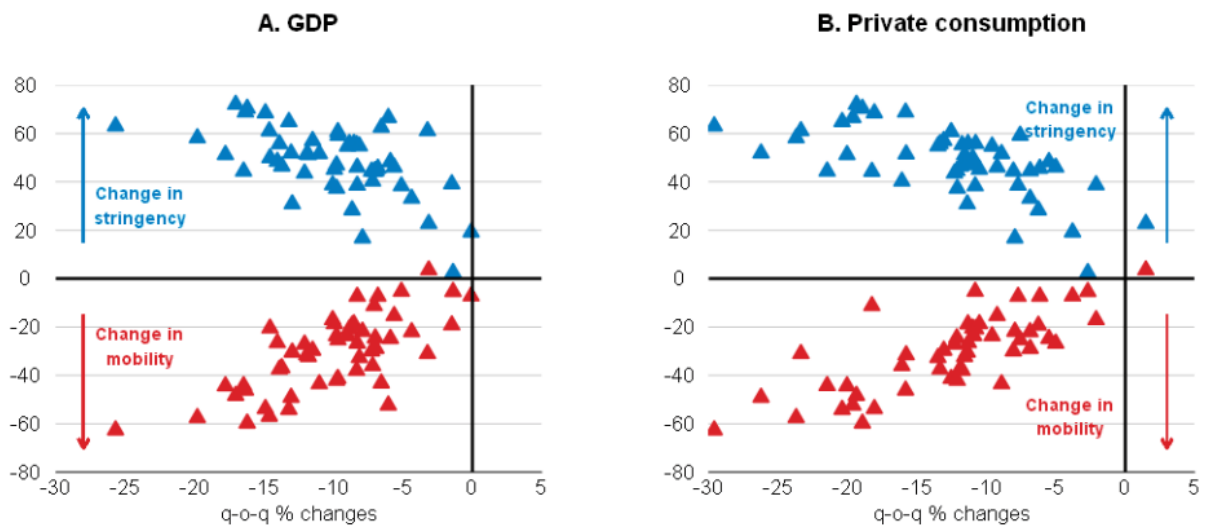 A. GDP
80
60
40
20
0
-20
-40
-60
-80
Change in
stringency
Change in
mobility
-30 -25 -20 -15 -10 -5 0 5
q-o-q % changes
B. Private consumption
80
60
40
20
0
-20
-40
-60
-80
Change in
stringency
Change in
mobility
-30 -25 -20 -15 -10 -5 0 5
q-o-q % changes